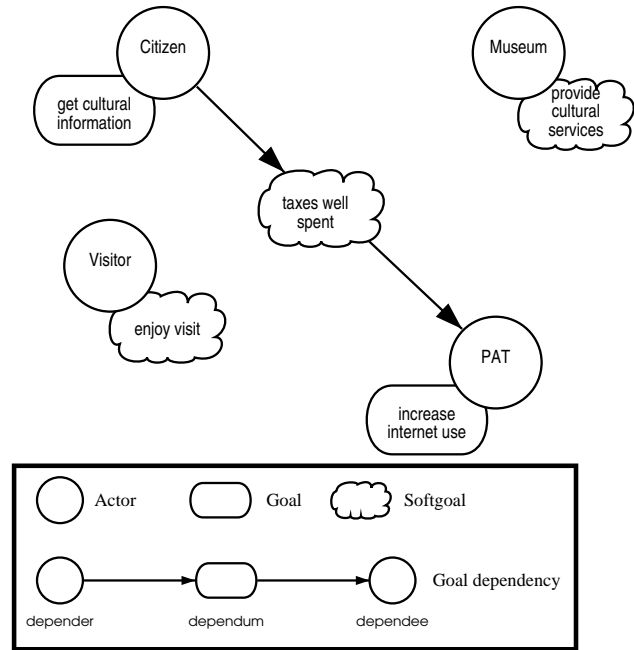 Citizen
Museum
get cultural
information
provide
cultural
services
taxes well
spent
Visitor
enjoy visit
PAT
increase
internet use
Actor
Goal
Softgoal
Goal dependency
depender
dependum
dependee